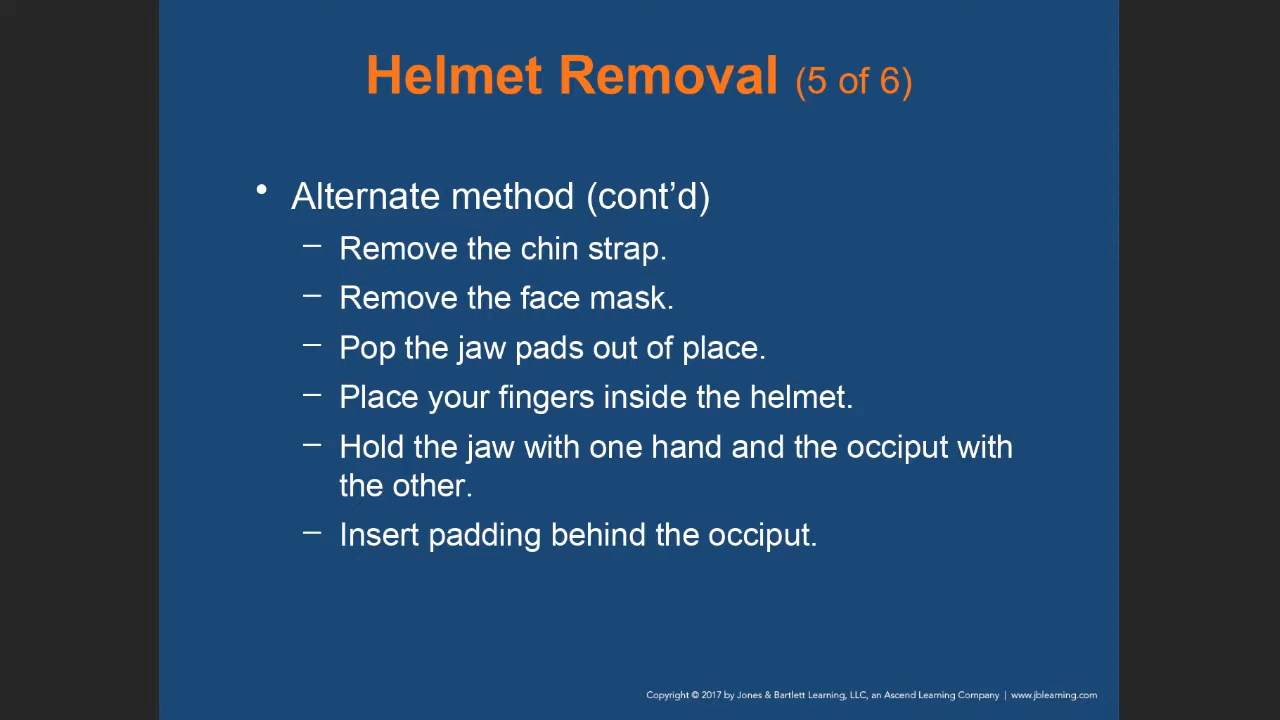 Helmet Removal (5 of 6)
• Alternate method (cont’d)
– Remove the chin strap.
– Remove the face mask.
– Pop the jaw pads out of place.
– Place your fingers inside the helmet.
– Hold the jaw with one hand and the occiput with
the other.
– Insert padding behind the occiput.
Copyright © 2017 by Jones & Bartlett Learning, LLC, an Ascend Learning Company | www.jblearning.com